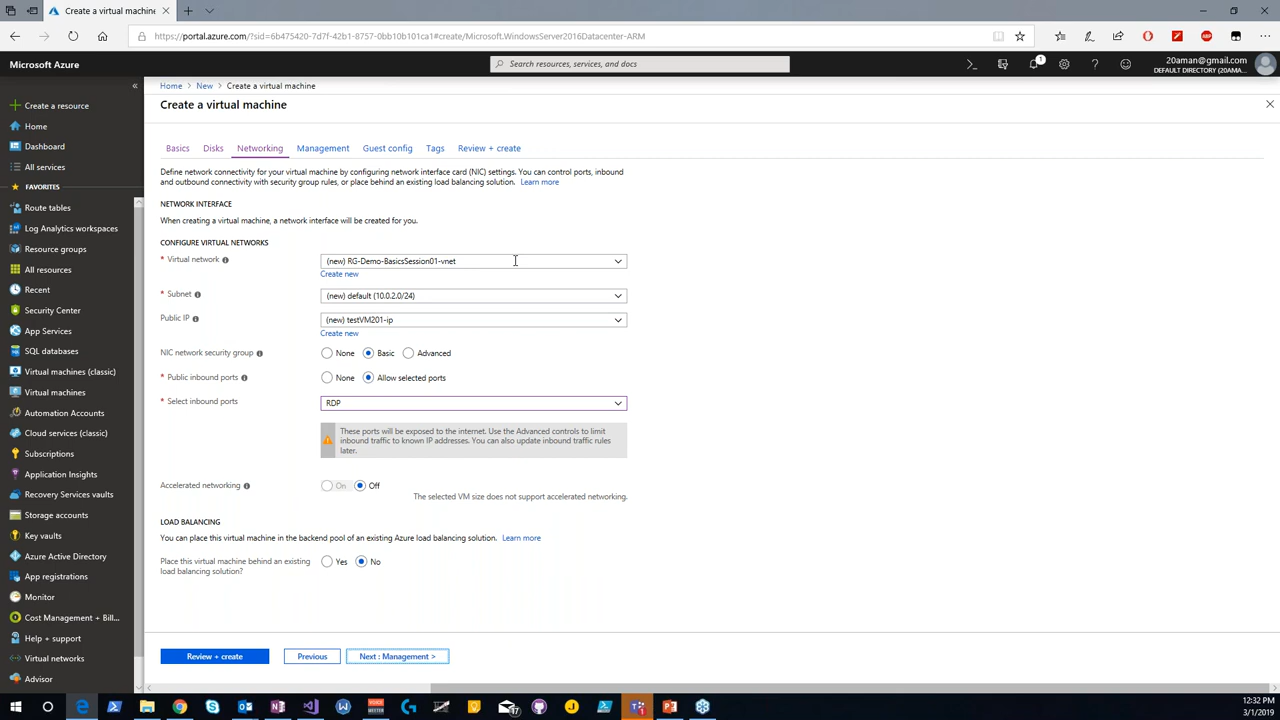 Create a virtual machine
https://portal.azure.com/?sid=6b475420-7d7f-42b1-8757-0bb10b101ca1#create/Microsoft.WindowsServer2016Datacenter-ARM
Microsoft Azure
Search resources, services, and docs
1
20aman@gmail.com
DEFAULT DIRECTORY (20AMA...
Create a resource
Home
Dashboard
All services
FAVORITES
Route tables
Log Analytics workspaces
Resource groups
All resources
Recent
Security Center
App Services
SQL databases
Virtual machines (classic)
Virtual machines
Automation Accounts
Cloud services (classic)
Subscriptions
Application Insights
Recovery Services vaults
Storage accounts
Key vaults
Azure Active Directory
App registrations
Monitor
Cost Management + Bill...
Help + support
Virtual networks
Advisor
Home > New > Create a virtual machine
Create a virtual machine
Basics Disks Networking Management Guest config Tags Review + create
Define network connectivity for your virtual machine by configuring network interface card (NIC) settings. You can control ports, inbound
and outbound connectivity with security group rules, or place behind an existing load balancing solution. Learn more
NETWORK INTERFACE
When creating a virtual machine, a network interface will be created for you.
CONFIGURE VIRTUAL NETWORKS
* Virtual network (new) RG-Demo-BasicsSession01-vnet
Create new
* Subnet (new) default (10.0.2.0/24)
Public IP (new) testVM201-ip
Create new
NIC network security group None Basic Advanced
* Public inbound ports None Allow selected ports
* Select inbound ports RDP
These ports will be exposed to the internet. Use the Advanced controls to limit
inbound traffic to known IP addresses. You can also update inbound traffic rules
later.
Accelerated networking On Off
The selected VM size does not support accelerated networking.
LOAD BALANCING
You can place this virtual machine in the backend pool of an existing Azure load balancing solution. Learn more
Place this virtual machine behind an existing
load balancing solution?
Yes No
Review + create Previous Next : Management >
17
12:32 PM
3/1/2019